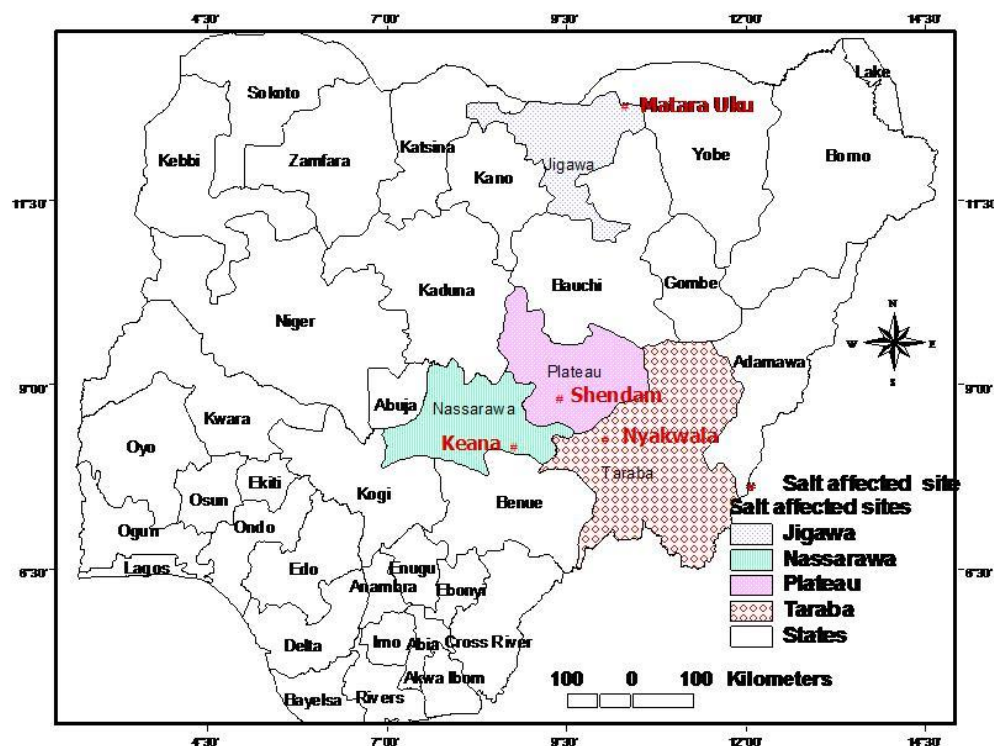 4°30' 7°00' 9°30' 12°00' 14°30'
Lake
Sokoto
Matara Uku
Katsina
Kebbi
Zamfara
Yobe
Borno
Jigawa
Kano
11°30' 11°30'
Bauchi
Gombe
Kaduna
Niger
N
W E
S
Adamawa
Plateau
9°00' 9°00'
Shendam
Abuja
Nassarawa
Kwara
Nyakwala
Keana
Oyo
Taraba
Ekiti
Kogi
Osun
Benue
Ogun
Ondo
Lagos
Edo
Enugu
Anambra
Ebonyi
6°30' 6°30'
Delta
Imo
Abia
Cross River
Akwa Ibom
Bayelsa
Rivers
# Salt affected site
Salt affected sites
Jigawa
Nassarawa
Plateau
Taraba
States
100 0 100 Kilometers
4°30' 7°00' 9°30' 12°00' 14°30'